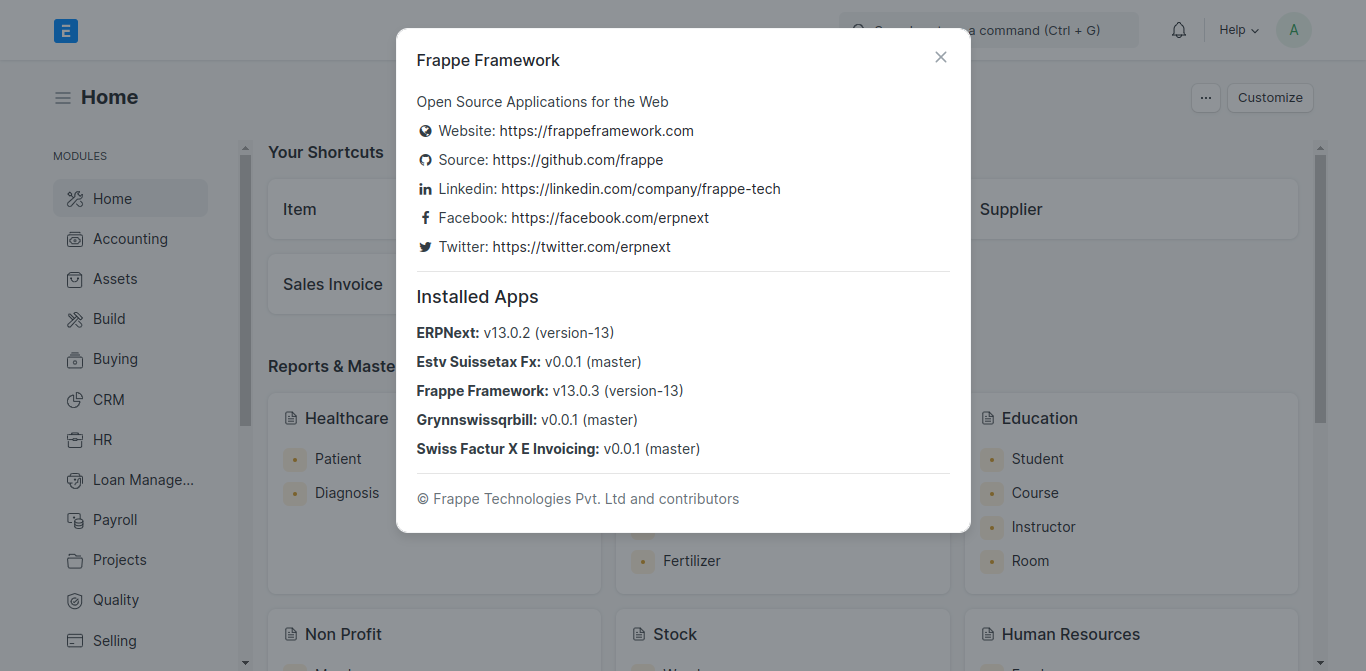 E
a command (Ctrl + G)
Help
A
Home
...
Customize
MODULES
Home
Accounting
Assets
Build
Buying
CRM
HR
Loan Manage...
Payroll
Projects
Quality
Selling
Your Shortcuts
Item
Supplier
Sales Invoice
Reports & Maste
Healthcare
Patient
Diagnosis
Fertilizer
Education
Student
Course
Instructor
Room
Non Profit
Stock
Human Resources
Frappe Framework
Open Source Applications for the Web
Website: https://frappeframework.com
Source: https://github.com/frappe
Linkedin: https://linkedin.com/company/frappe-tech
Facebook: https://facebook.com/erpnext
Twitter: https://twitter.com/erpnext
Installed Apps
ERPNext: v13.0.2 (version-13)
Estv Suissetax Fx: v0.0.1 (master)
Frappe Framework: v13.0.3 (version-13)
Grynnswissqrbill: v0.0.1 (master)
Swiss Factur X E Invoicing: v0.0.1 (master)
© Frappe Technologies Pvt. Ltd and contributors